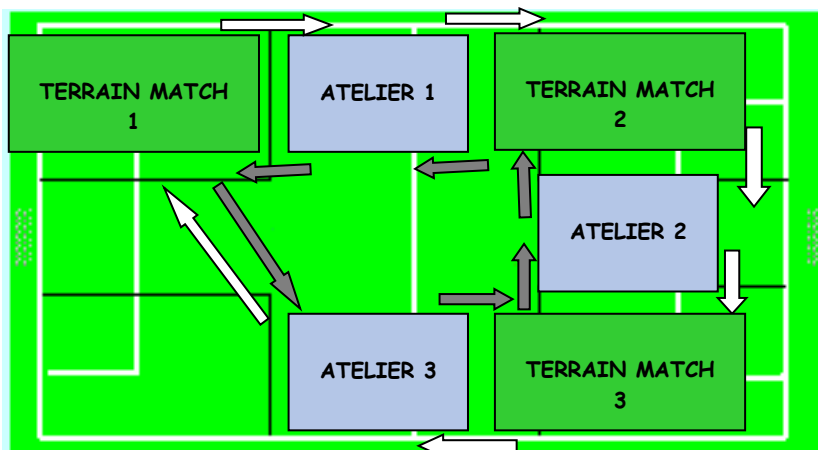 TERRAIN MATCH
1
ATELIER 1
TERRAIN MATCH
2
ATELIER 2
ATELIER 3
TERRAIN MATCH
3